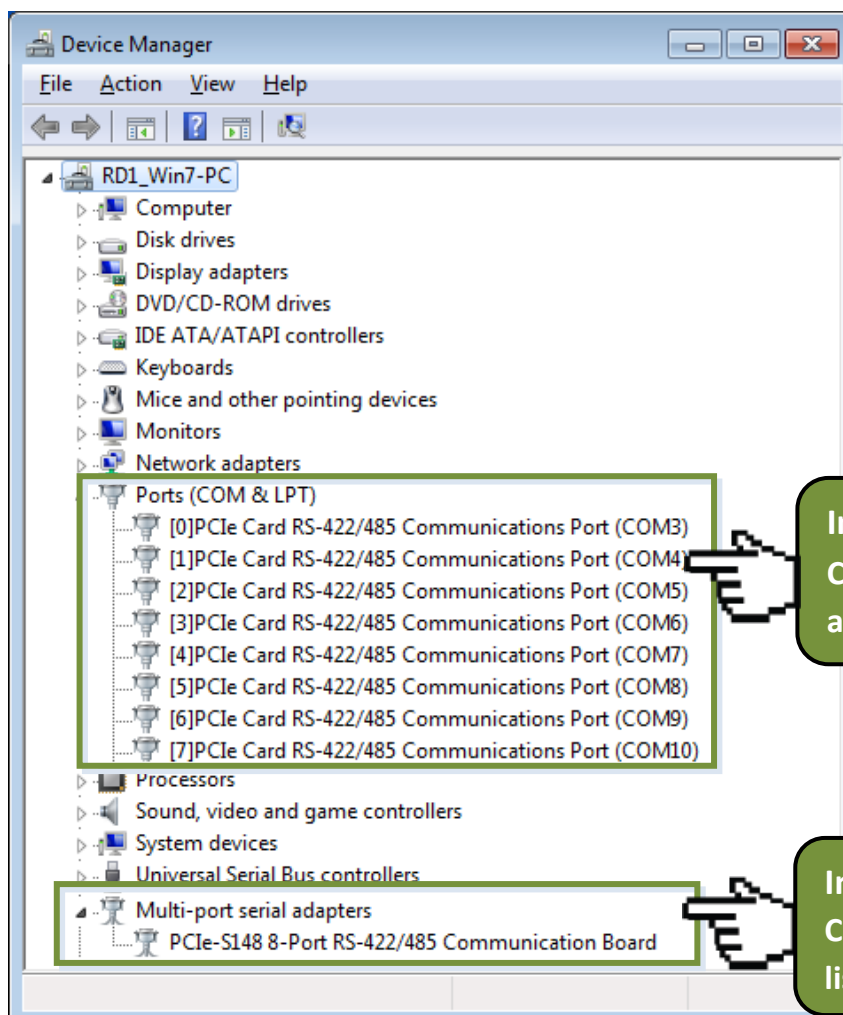 Device Manager
File Action View Help
RD1_Win7-PC
Computer
Disk drives
Display adapters
DVD/CD-ROM drives
IDE ATA/ATAPI controllers
Keyboards
Mice and other pointing devices
Monitors
Network adapters
Ports (COM & LPT)
[0]PCIe Card RS-422/485 Communications Port (COM3)
[1]PCIe Card RS-422/485 Communications Port (COM4)
[2]PCIe Card RS-422/485 Communications Port (COM5)
[3]PCIe Card RS-422/485 Communications Port (COM6)
[4]PCIe Card RS-422/485 Communications Port (COM7)
[5]PCIe Card RS-422/485 Communications Port (COM8)
[6]PCIe Card RS-422/485 Communications Port (COM9)
[7]PCIe Card RS-422/485 Communications Port (COM10)
Processors
Sound, video and game controllers
System devices
Universal Serial Bus controllers
Multi-port serial adapters
PCIe-S148 8-Port RS-422/485 Communication Board